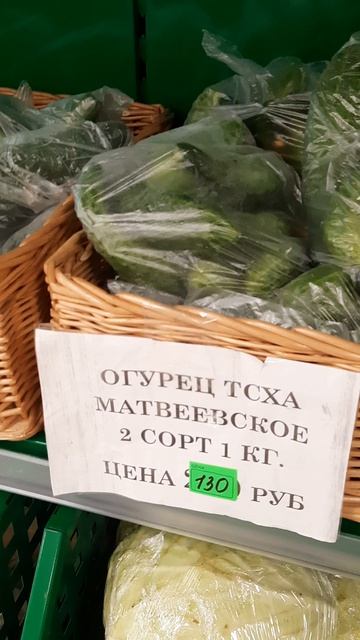 ОГУРЕЦ ТСХА
МАТВЕЕВСКОЕ
2 СОРТ 1 КГ.
ЦЕНА 130 РУБ